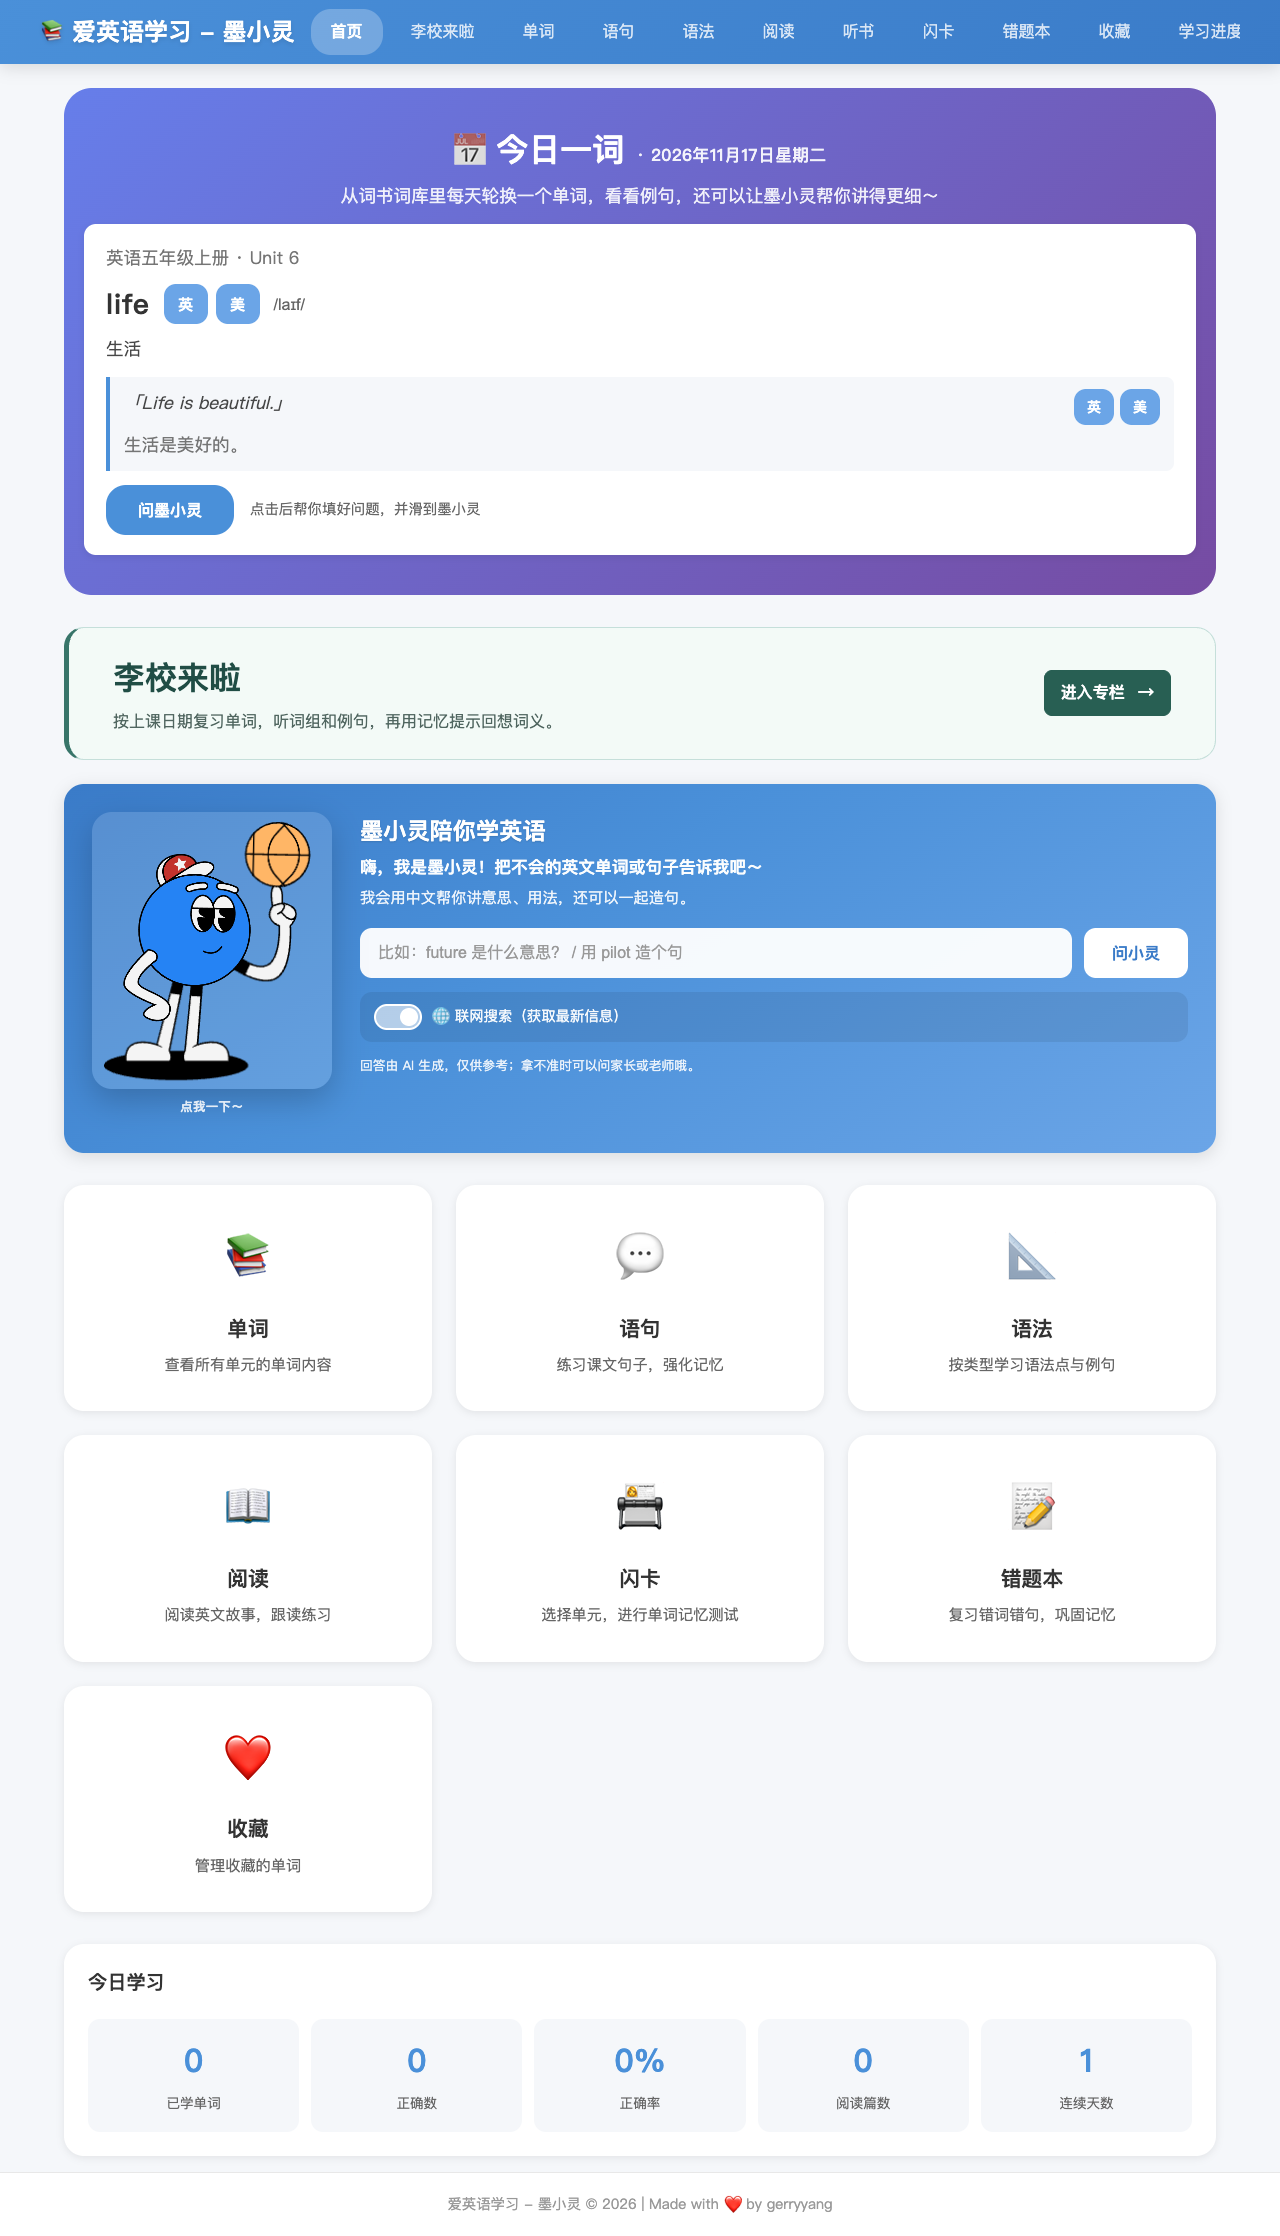 爱英语学习 – 墨小灵 首页 李校来啦 单词 语句 语法 阅读 听书 闪卡 错题本 收藏 学习进度
JUL 17 今日一词 · 2026年11月17日星期二
从词书词库里每天轮换一个单词，看看例句，还可以让墨小灵帮你讲得更细～
英语五年级上册 · Unit 6
life 英 美 /laɪf/
生活
「Life is beautiful.」 英 美
生活是美好的。
问墨小灵 点击后帮你填好问题，并滑到墨小灵
李校来啦
按上课日期复习单词，听词组和例句，再用记忆提示回想词义。
进入专栏 →
墨小灵陪你学英语
嗨，我是墨小灵！把不会的英文单词或句子告诉我吧～
我会用中文帮你讲意思、用法，还可以一起造句。
比如：future 是什么意思？ / 用 pilot 造个句 问小灵
联网搜索（获取最新信息）
回答由 AI 生成，仅供参考；拿不准时可以问家长或老师哦。
点我一下～
单词
查看所有单元的单词内容
语句
练习课文句子，强化记忆
语法
按类型学习语法点与例句
阅读
阅读英文故事，跟读练习
闪卡
选择单元，进行单词记忆测试
错题本
复习错词错句，巩固记忆
收藏
管理收藏的单词
今日学习
0
已学单词
0
正确数
0%
正确率
0
阅读篇数
1
连续天数
爱英语学习 – 墨小灵 © 2026 | Made with ❤️ by gerryyang